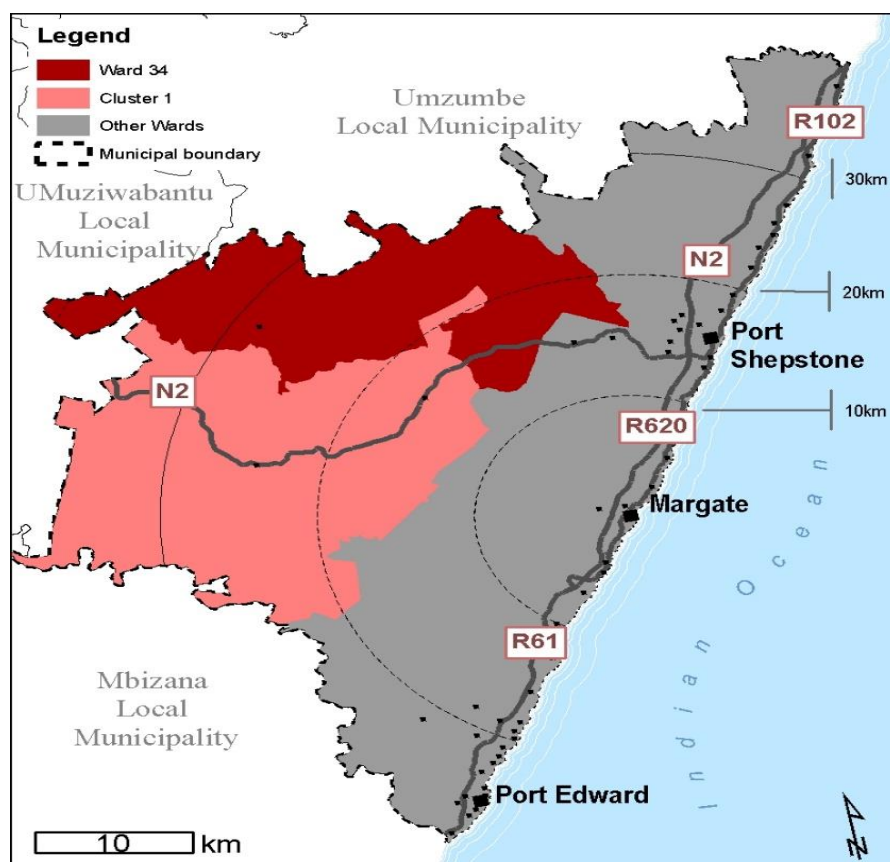 Legend
Ward 34
Cluster 1
Other Wards
Municipal boundary
Umzumbe
Local Municipality
R102
30km
UMuziwabantu
Local
Municipality
N2
20km
Port
Shepstone
N2
10km
R620
Margate
Indian Ocean
R61
Mbizana
Local
Municipality
Port Edward
10 km
N